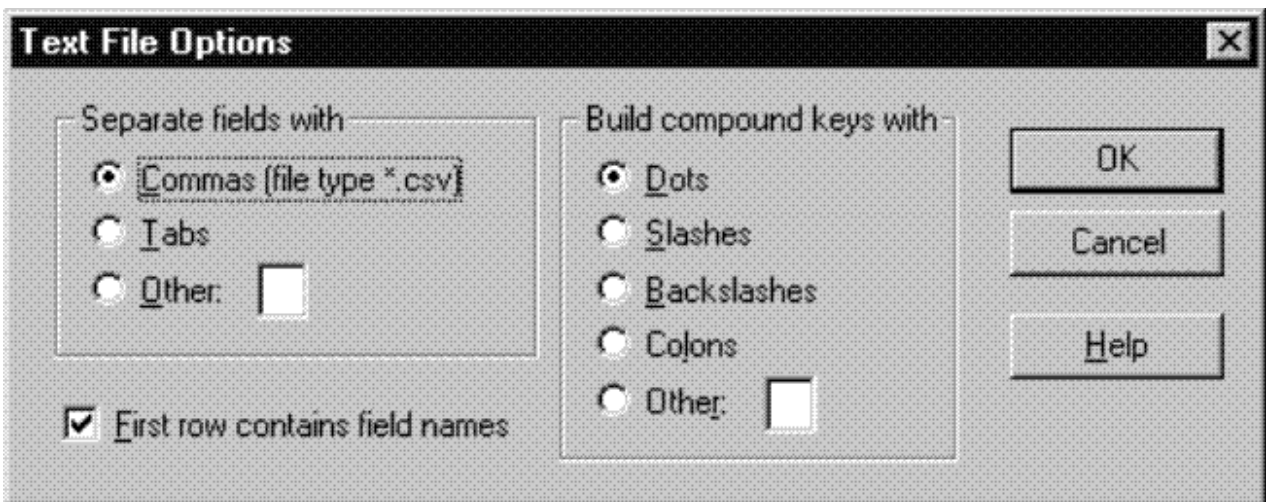 Text File Options
Separate fields with
Commas (file type *.csv)
Tabs
Other:
First row contains field names
Build compound keys with
Dots
Slashes
Backslashes
Colons
Other:
OK
Cancel
Help